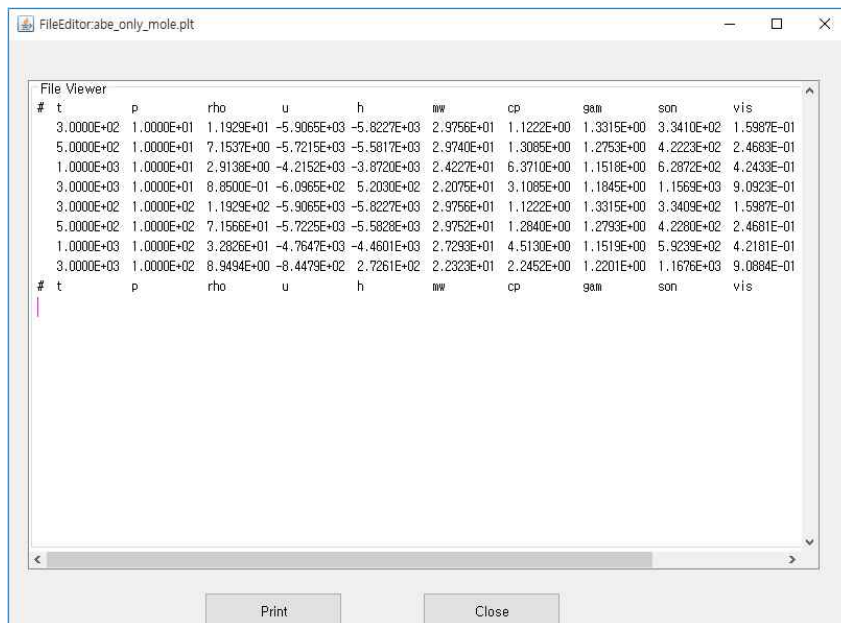 FileEditor:abe_only_mole.plt
File Viewer
# t p rho u h mw cp gam son vis
3.0000E+02 1.0000E+01 1.1929E+01 -5.9065E+03 -5.8227E+03 2.9756E+01 1.1222E+00 1.3315E+00 3.3410E+02 1.5987E-01
5.0000E+02 1.0000E+01 7.1537E+00 -5.7215E+03 -5.5817E+03 2.9740E+01 1.3085E+00 1.2753E+00 4.2223E+02 2.4683E-01
1.0000E+03 1.0000E+01 2.9138E+00 -4.2152E+03 -3.8720E+03 2.4227E+01 6.3710E+00 1.1518E+00 6.2872E+02 4.2433E-01
3.0000E+03 1.0000E+01 8.8500E-01 -6.0965E+02 5.2030E+02 2.2075E+01 3.1085E+00 1.1845E+00 1.1569E+03 9.0923E-01
3.0000E+02 1.0000E+02 1.1929E+02 -5.9065E+03 -5.8227E+03 2.9756E+01 1.1222E+00 1.3315E+00 3.3409E+02 1.5987E-01
5.0000E+02 1.0000E+02 7.1566E+01 -5.7225E+03 -5.5828E+03 2.9752E+01 1.2840E+00 1.2793E+00 4.2280E+02 2.4681E-01
1.0000E+03 1.0000E+02 3.2826E+01 -4.7647E+03 -4.4601E+03 2.7293E+01 4.5130E+00 1.1519E+00 5.9239E+02 4.2181E-01
3.0000E+03 1.0000E+02 8.9494E+00 -8.4479E+02 2.7261E+02 2.2323E+01 2.2452E+00 1.2201E+00 1.1676E+03 9.0884E-01
# t p rho u h mw cp gam son vis
Print Close